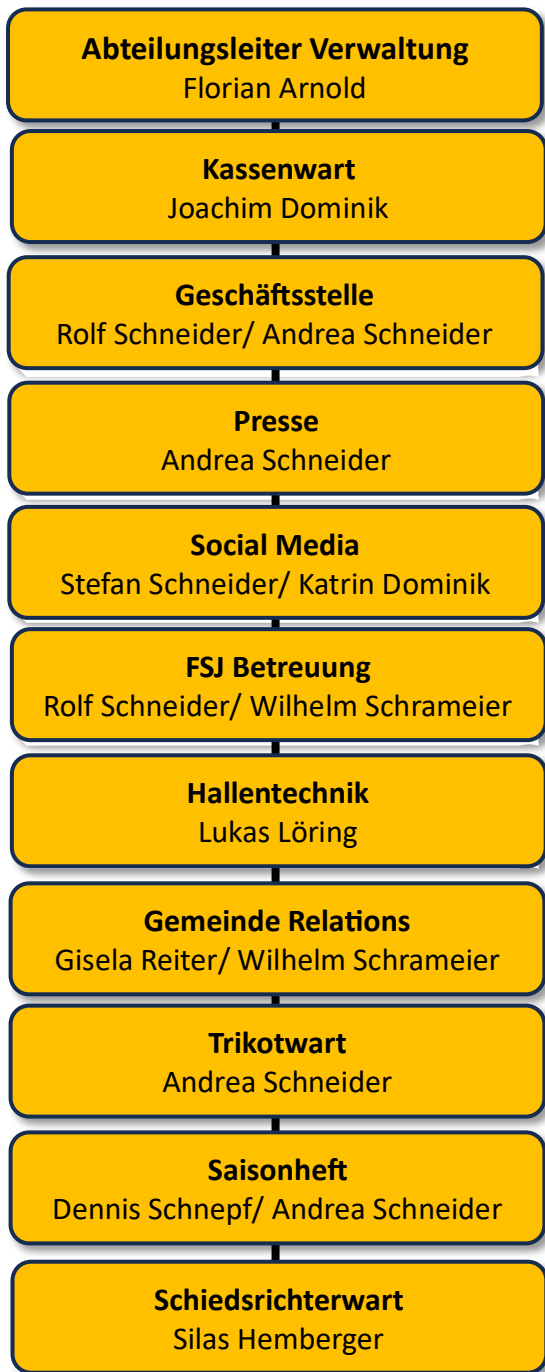 Abteilungsleiter Verwaltung
Florian Arnold
Kassenwart
Joachim Dominik
Geschäftsstelle
Rolf Schneider/ Andrea Schneider
Presse
Andrea Schneider
Social Media
Stefan Schneider/ Katrin Dominik
FSJ Betreuung
Rolf Schneider/ Wilhelm Schrameier
Hallentechnik
Lukas Löring
Gemeinde Relations
Gisela Reiter/ Wilhelm Schrameier
Trikotwart
Andrea Schneider
Saisonheft
Dennis Schnepf/ Andrea Schneider
Schiedsrichterwart
Silas Hemberger